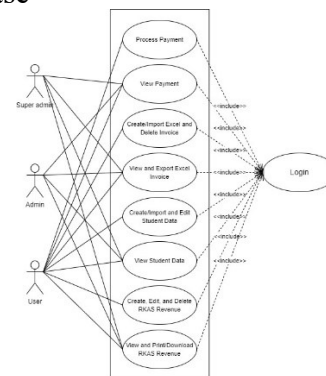 Process Payment
View Payment
Create/Import Excel and
Delete Invoice
View and Export Excel
Invoice
Create/Import and Edit
Student Data
View Student Data
Create, Edit, and Delete
RKAS Revenue
View and Print/Download
RKAS Revenue
Super admin
Admin
User
<<include>>
<<include>>
<<include>>
<<include>>
<<include>>
<<include>>
<<include>>
<<include>>
Login